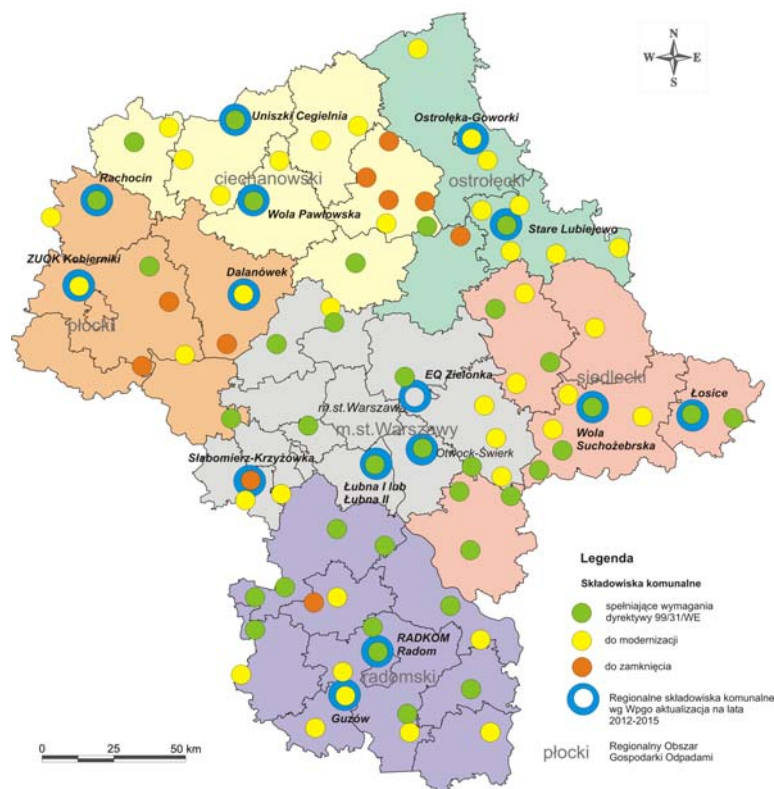 N
W E
S
Uniszki Cegielnia
Ostrołęka-Goworki
ciechanowski
ostrołęcki
Rachocin
Wola Pawłowska
Stare Lubiejewo
ZUOK Kobierniki
Dalanówek
płocki
EQ Zielonka
siedlecki
m.st.Warszawa
Łosice
m.st.Warszawy
Wola
Suchożebrska
Otwock-Świerk
Słabomierz-Krzyżówka
Łubna I lub
Łubna II
RADKOM
Radom
radomski
Guzów
Legenda
Składowiska komunalne
spełniające wymagania
dyrektywy 99/31/WE
do modernizacji
do zamknięcia
Regionalne składowiska komunalne
wg Wpgo aktualizacja na lata
2012-2015
płocki Regionalny Obszar
Gospodarki Odpadami
0 25 50 km